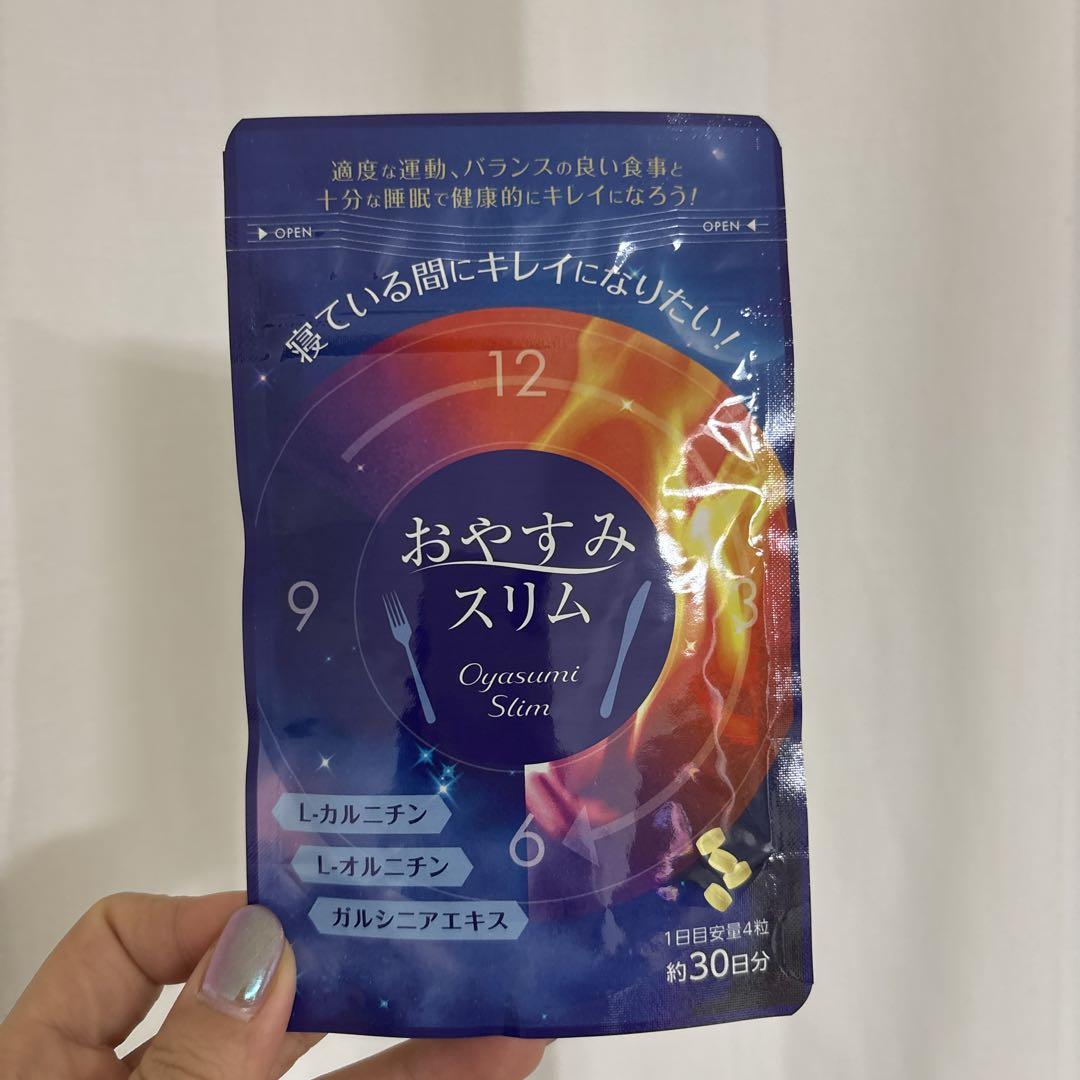 適度な運動、バランスの良い食事と
十分な睡眠で健康的にキレイになろう!
OPEN
OPEN
寝ている間にキレイになりたい!
12
おやすみ
スリム
9
3
Oyasumi
Slim
L-カルニチン
6
L-オルニチン
ガルシニアエキス
1日目安量4粒
約30日分